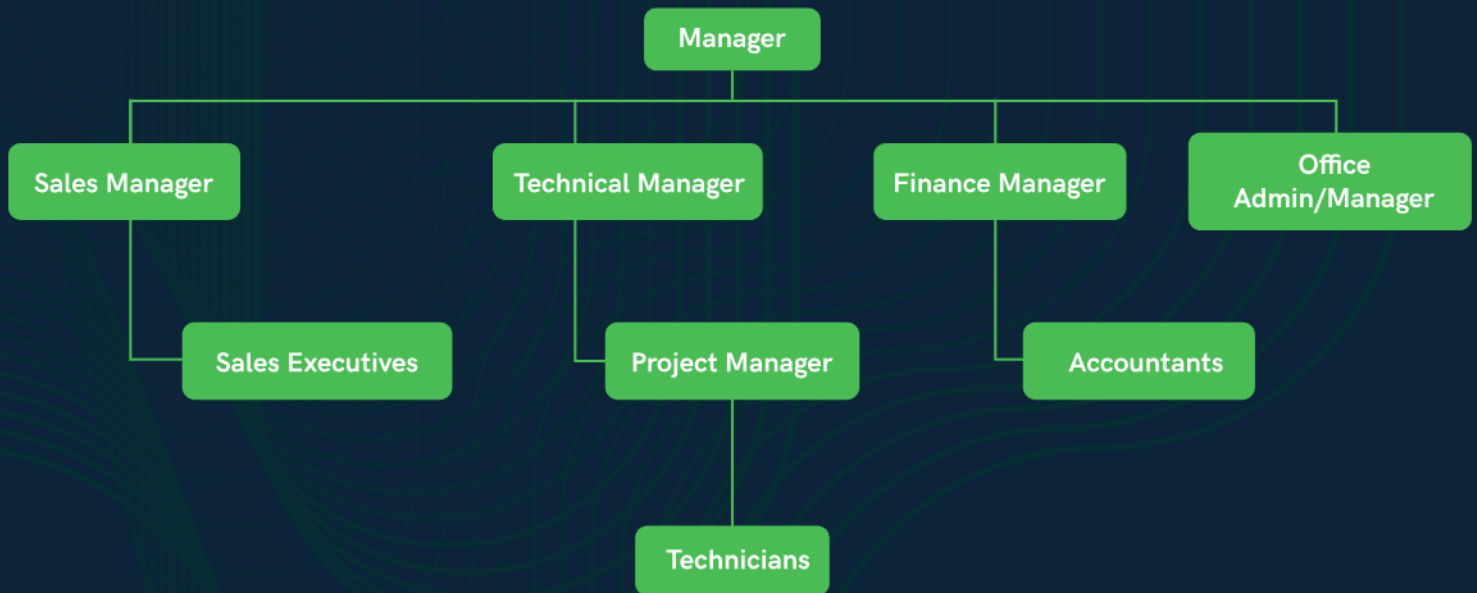 Manager
Sales Manager
Technical Manager
Finance Manager
Office
Admin/Manager
Sales Executives
Project Manager
Accountants
Technicians